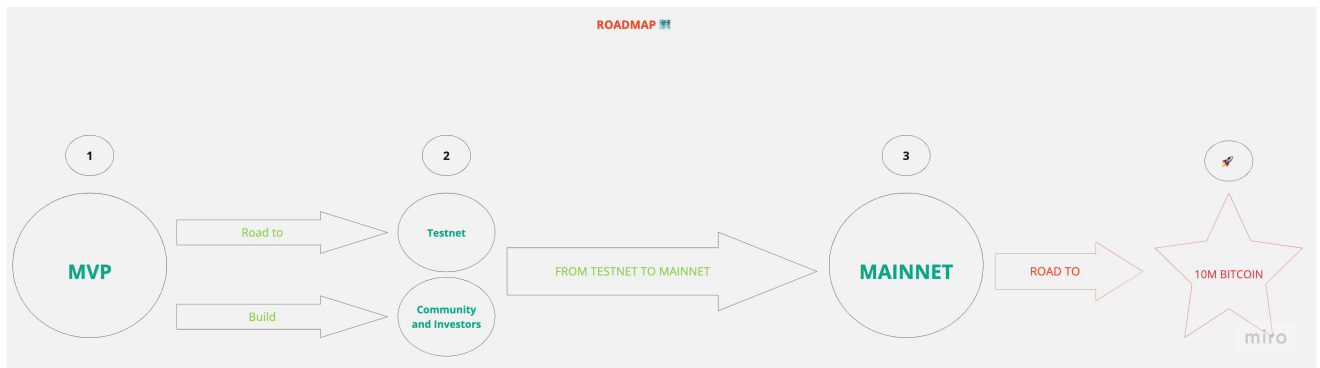 ROADMAP 🗺️
1
2
3
🚀
MVP
Road to
Build
Testnet
Community
and Investors
FROM TESTNET TO MAINNET
MAINNET
ROAD TO
10M BITCOIN
miro